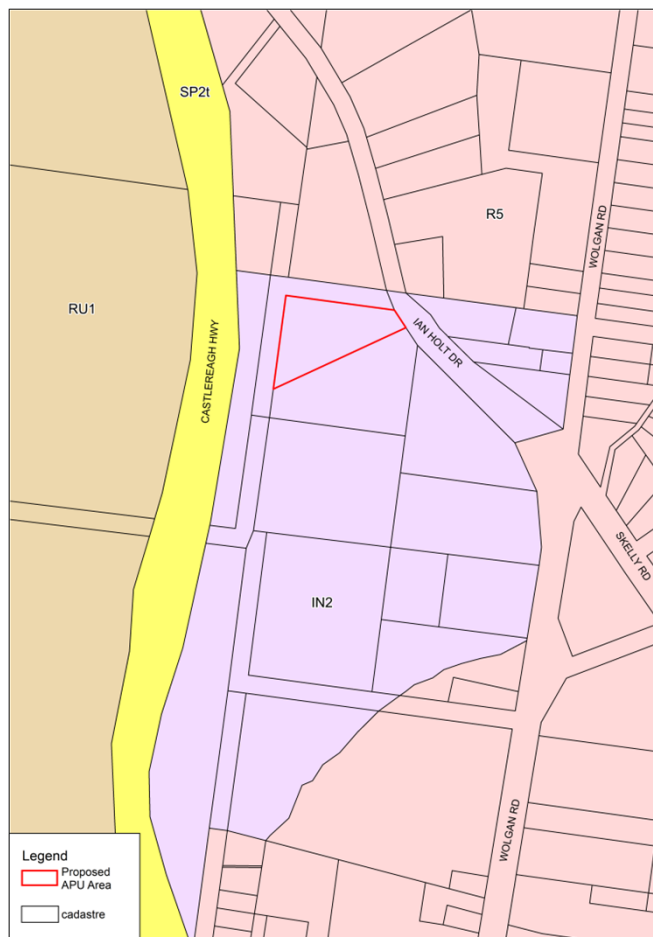 SP2t
R5
WOLGAN RD
RU1
CASTLEREAGH HWY
IAN HOLT DR
SKELLY RD
IN2
WOLGAN RD
Legend
Proposed
APU Area
cadastre